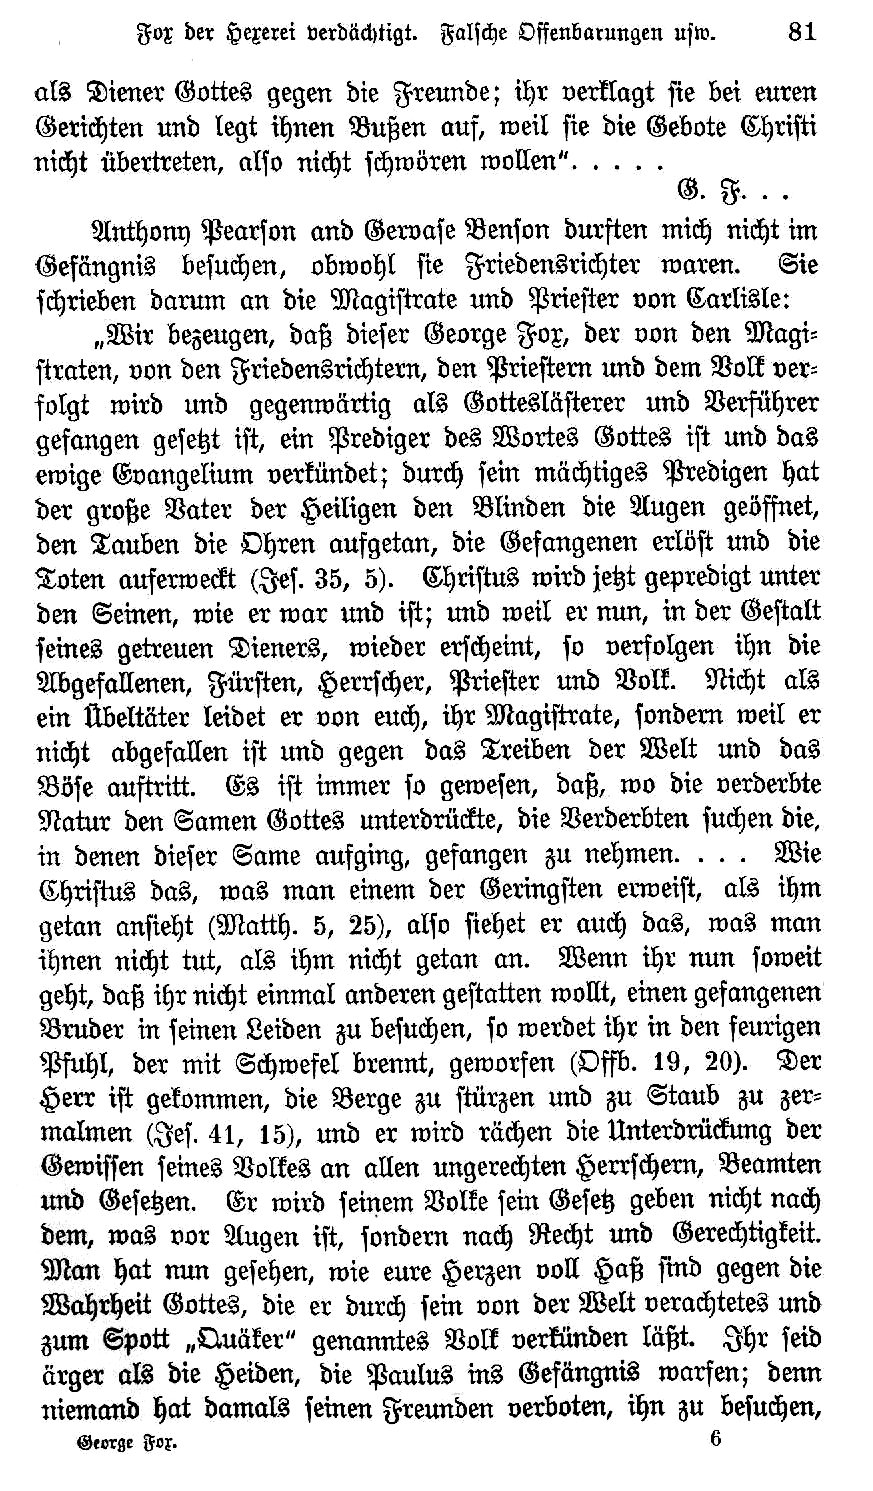 Fox der Hexerei verdächtigt. Falsche Offenbarungen usw. 81
als Diener Gottes gegen die Freunde; ihr verklagt sie bei euren
Gerichten und legt ihnen Bußen auf, weil sie die Gebote Christi
nicht übertreten, also nicht schwören wollen“. . . . .
G. F. . .
Anthony Pearson and Gervase Benson durften mich nicht im
Gefängnis besuchen, obwohl sie Friedensrichter waren. Sie
schrieben darum an die Magistrate und Priester von Carlisle:
„Wir bezeugen, daß dieser George Fox, der von den Magi-
straten, von den Friedensrichtern, den Priestern und dem Volk ver-
folgt wird und gegenwärtig als Gotteslästerer und Verführer
gefangen gesetzt ist, ein Prediger des Wortes Gottes ist und das
ewige Evangelium verkündet; durch sein mächtiges Predigen hat
der große Vater der Heiligen den Blinden die Augen geöffnet,
den Tauben die Ohren aufgetan, die Gefangenen erlöst und die
Toten auferweckt (Jes. 35, 5). Christus wird jetzt gepredigt unter
den Seinen, wie er war und ist; und weil er nun, in der Gestalt
seines getreuen Dieners, wieder erscheint, so verfolgen ihn die
Abgefallenen, Fürsten, Herrscher, Priester und Volk. Nicht als
ein Übeltäter leidet er von euch, ihr Magistrate, sondern weil er
nicht abgefallen ist und gegen das Treiben der Welt und das
Böse auftritt. Es ist immer so gewesen, daß, wo die verderbte
Natur den Samen Gottes unterdrückte, die Verderbten suchen die,
in denen dieser Same aufging, gefangen zu nehmen. . . . Wie
Christus das, was man einem der Geringsten erweist, als ihm
getan ansieht (Matth. 5, 25), also siehet er auch das, was man
ihnen nicht tut, als ihm nicht getan an. Wenn ihr nun soweit
geht, daß ihr nicht einmal anderen gestatten wollt, einen gefangenen
Bruder in seinen Leiden zu besuchen, so werdet ihr in den feurigen
Pfuhl, der mit Schwefel brennt, geworfen (Offb. 19, 20). Der
Herr ist gekommen, die Berge zu stürzen und zu Staub zu zer-
malmen (Jes. 41, 15), und er wird rächen die Unterdrückung der
Gewissen seines Volkes an allen ungerechten Herrschern, Beamten
und Gesetzen. Er wird seinem Volke sein Gesetz geben nicht nach
dem, was vor Augen ist, sondern nach Recht und Gerechtigkeit.
Man hat nun gesehen, wie eure Herzen voll Haß sind gegen die
Wahrheit Gottes, die er durch sein von der Welt verachtetes und
zum Spott „Quäker“ genanntes Volk verkünden läßt. Ihr seid
ärger als die Heiden, die Paulus ins Gefängnis warfen; denn
niemand hat damals seinen Freunden verboten, ihn zu besuchen,
George Fox. 6